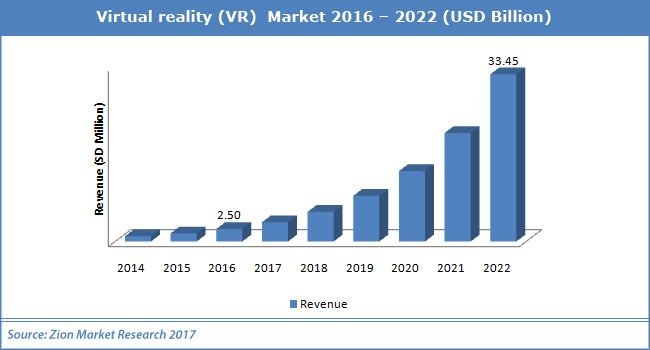 Virtual reality (VR)  Market 2016 – 2022 (USD Billion)
33.45
2.50
Revenue ($D Million)
2014 2015 2016 2017 2018 2019 2020 2021 2022
Revenue
Source: Zion Market Research 2017